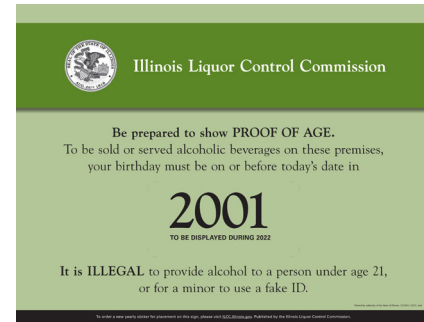 Illinois Liquor Control Commission
Be prepared to show PROOF OF AGE.
To be sold or served alcoholic beverages on these premises,
your birthday must be on or before today's date in
2001
TO BE DISPLAYED DURING 2022
It is ILLEGAL to provide alcohol to a person under age 21,
or for a minor to use a fake ID.
To order a new yearly sticker for placement on this sign, please visit ILCC.Illinois.gov. Published by the Illinois Liquor Control Commission.